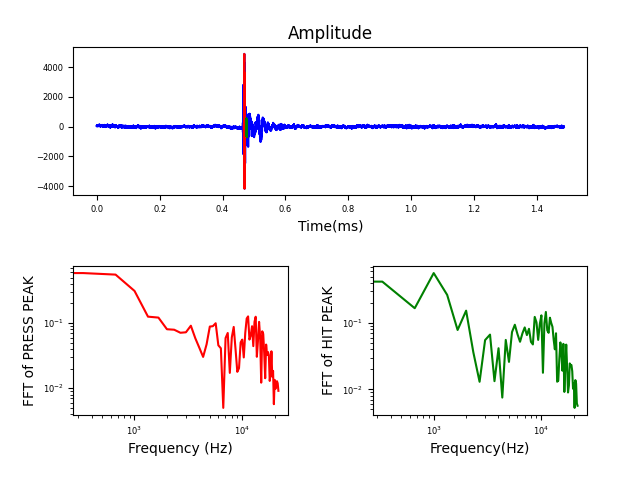 Amplitude
4000
2000
0
−2000
−4000
0.0 0.2 0.4 0.6 0.8 1.0 1.2 1.4
Time(ms)
FFT of PRESS PEAK
10⁻¹
10⁻²
10³ 10⁴
Frequency (Hz)
FFT of HIT PEAK
10⁻¹
10⁻²
10³ 10⁴
Frequency(Hz)